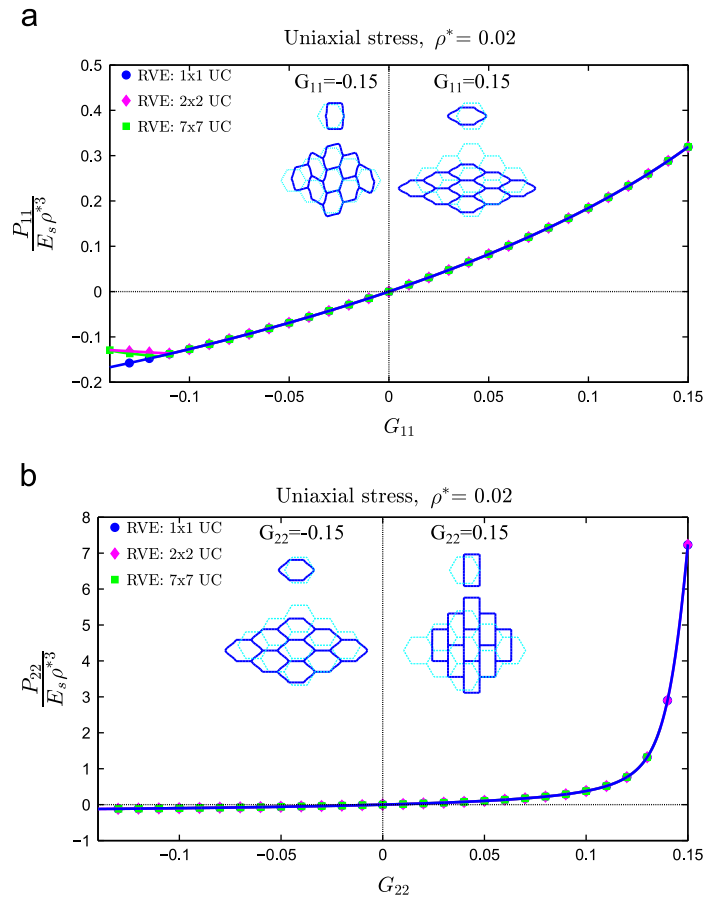 a
Uniaxial stress, ρ* = 0.02
RVE: 1x1 UC
RVE: 2x2 UC
RVE: 7x7 UC
G₁₁=-0.15
G₁₁=0.15
0.5
0.4
0.3
0.2
0.1
0
−0.1
−0.2
P₁₁
E_s ρ*³
−0.1
−0.05
0
0.05
0.1
0.15
G₁₁
b
Uniaxial stress, ρ* = 0.02
RVE: 1x1 UC
RVE: 2x2 UC
RVE: 7x7 UC
G₂₂=-0.15
G₂₂=0.15
8
7
6
5
4
3
2
1
0
−1
P₂₂
E_s ρ*³
−0.1
−0.05
0
0.05
0.1
0.15
G₂₂